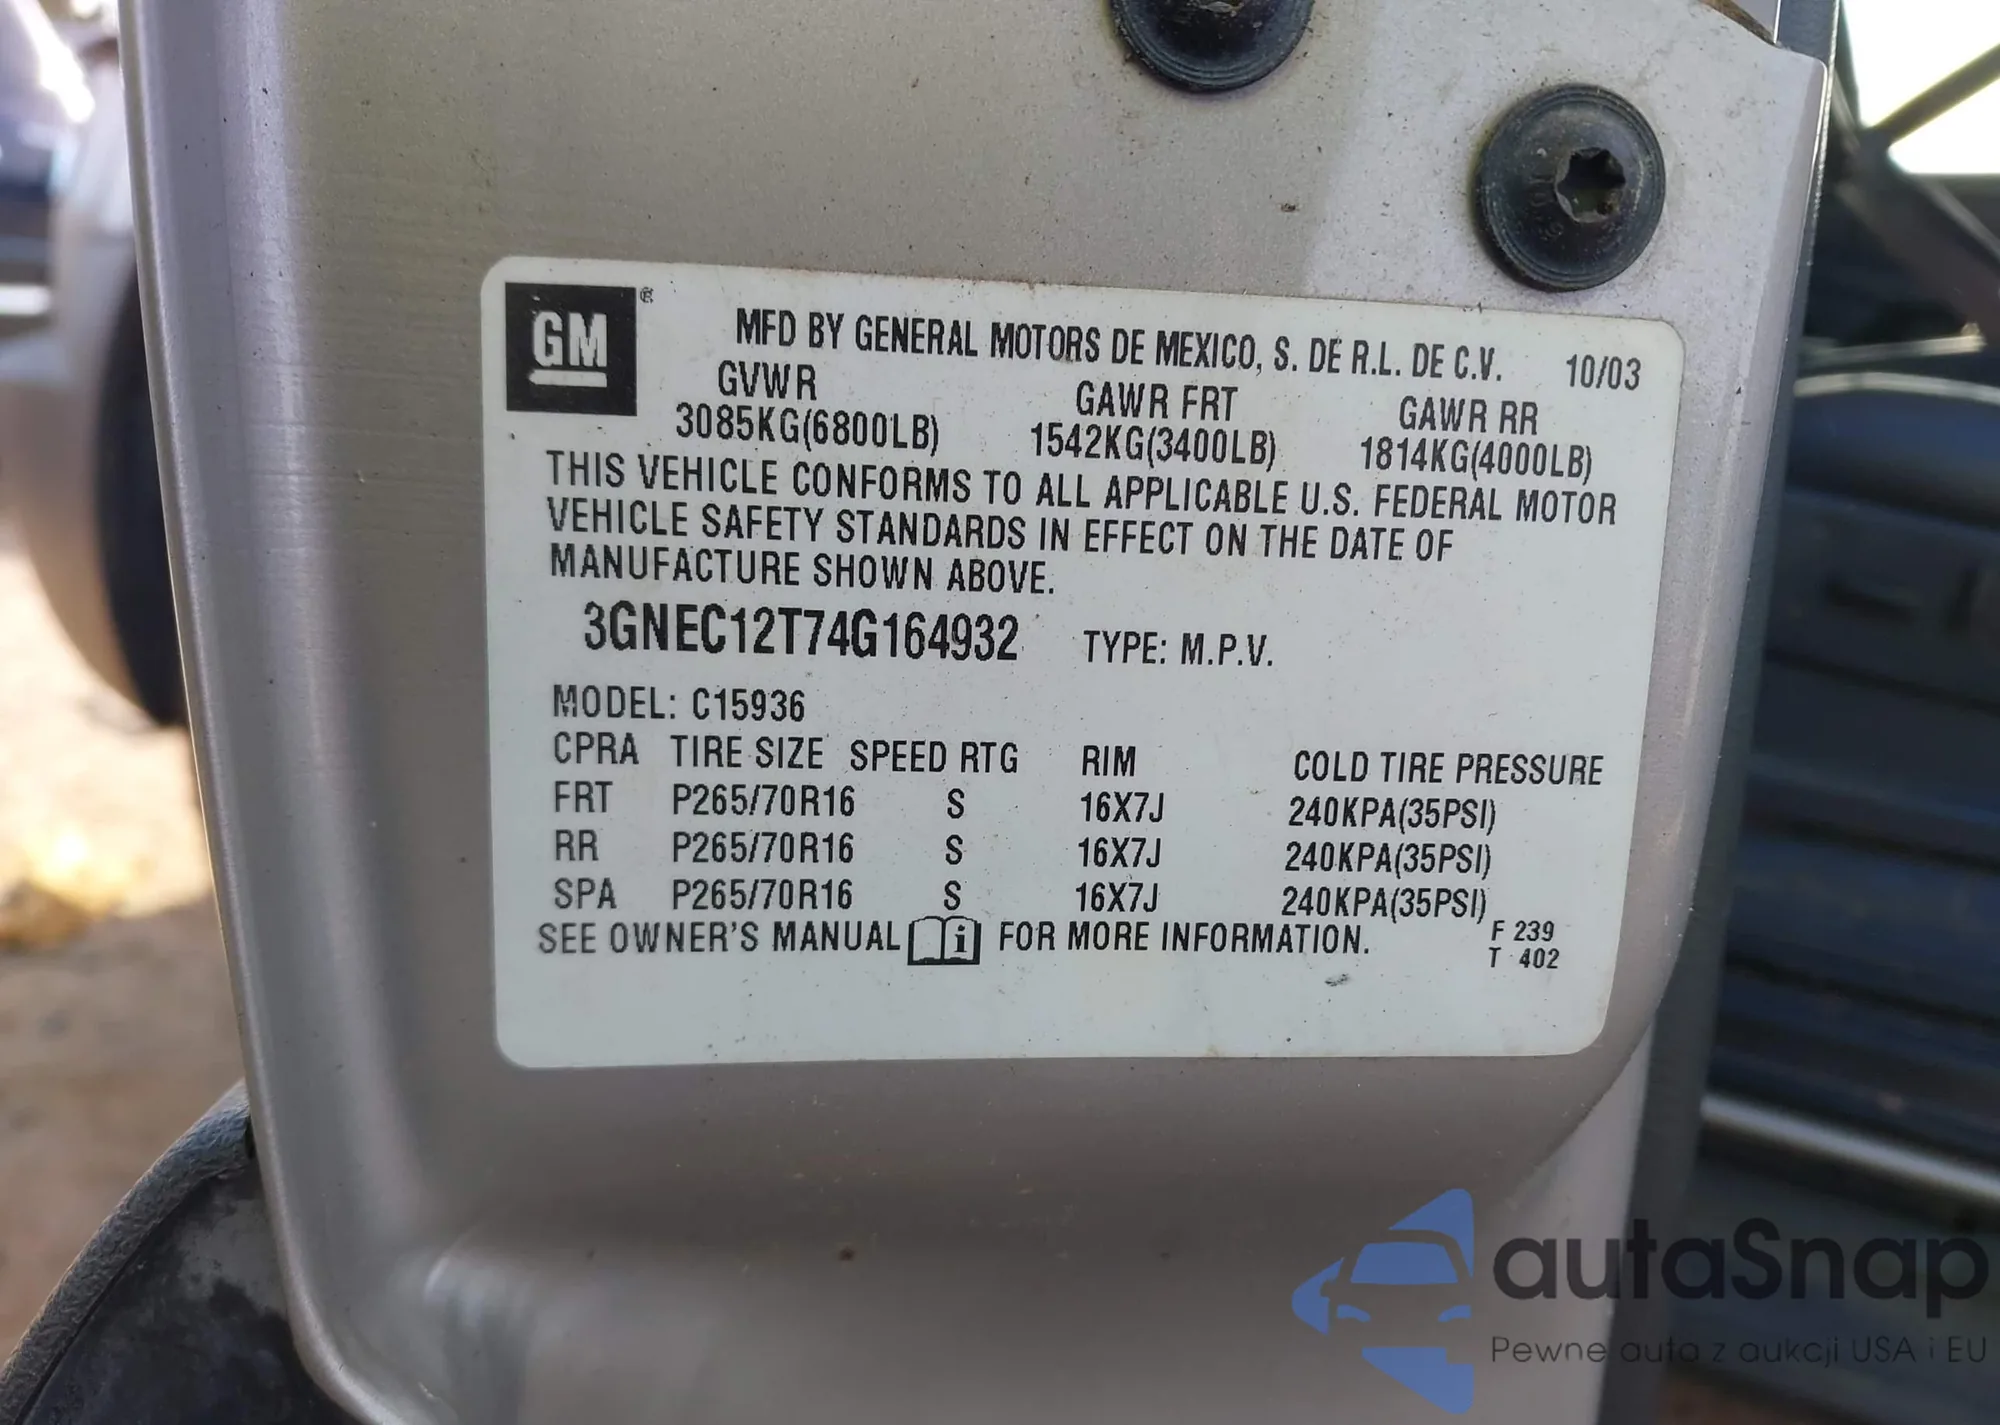 GM ®
MFD BY GENERAL MOTORS DE MEXICO, S. DE R.L. DE C.V. 10/03
GVWR GAWR FRT GAWR RR
3085KG(6800LB) 1542KG(3400LB) 1814KG(4000LB)
THIS VEHICLE CONFORMS TO ALL APPLICABLE U.S. FEDERAL MOTOR
VEHICLE SAFETY STANDARDS IN EFFECT ON THE DATE OF
MANUFACTURE SHOWN ABOVE.
3GNEC12T74G164932 TYPE: M.P.V.
MODEL: C15936
CPRA TIRE SIZE SPEED RTG RIM COLD TIRE PRESSURE
FRT P265/70R16 S 16X7J 240KPA(35PSI)
RR P265/70R16 S 16X7J 240KPA(35PSI)
SPA P265/70R16 S 16X7J 240KPA(35PSI)
SEE OWNER'S MANUAL i FOR MORE INFORMATION.
F 239
T 402
autaSnap
Pewne auta z aukcji USA i EU